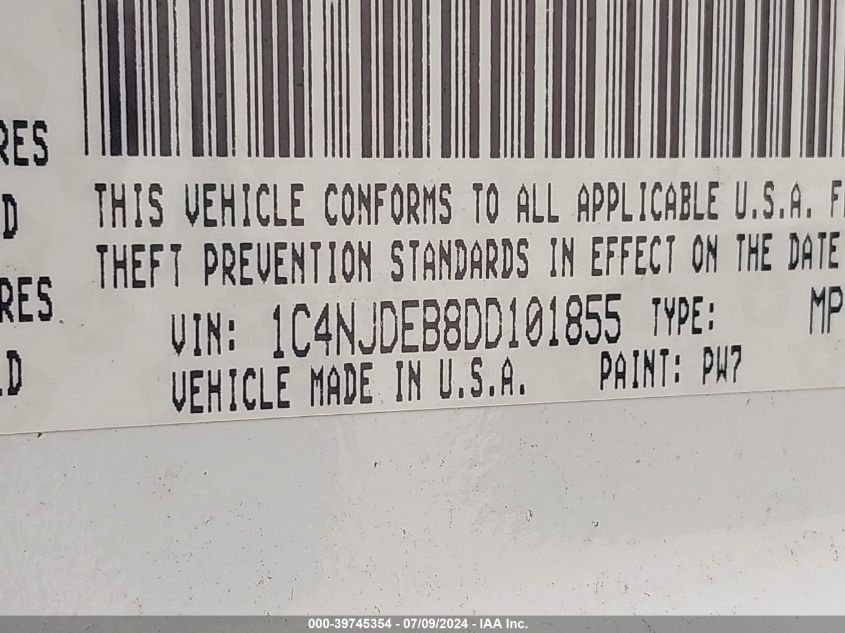 RES
D
RES
D
THIS VEHICLE CONFORMS TO ALL APPLICABLE U.S.A.
THEFT PREVENTION STANDARDS IN EFFECT ON THE DATE
VIN: 1C4NJDEB8DD101855 TYPE: MP
VEHICLE MADE IN U.S.A. PAINT: PW7
000-39745354 - 07/09/2024 - IAA Inc.